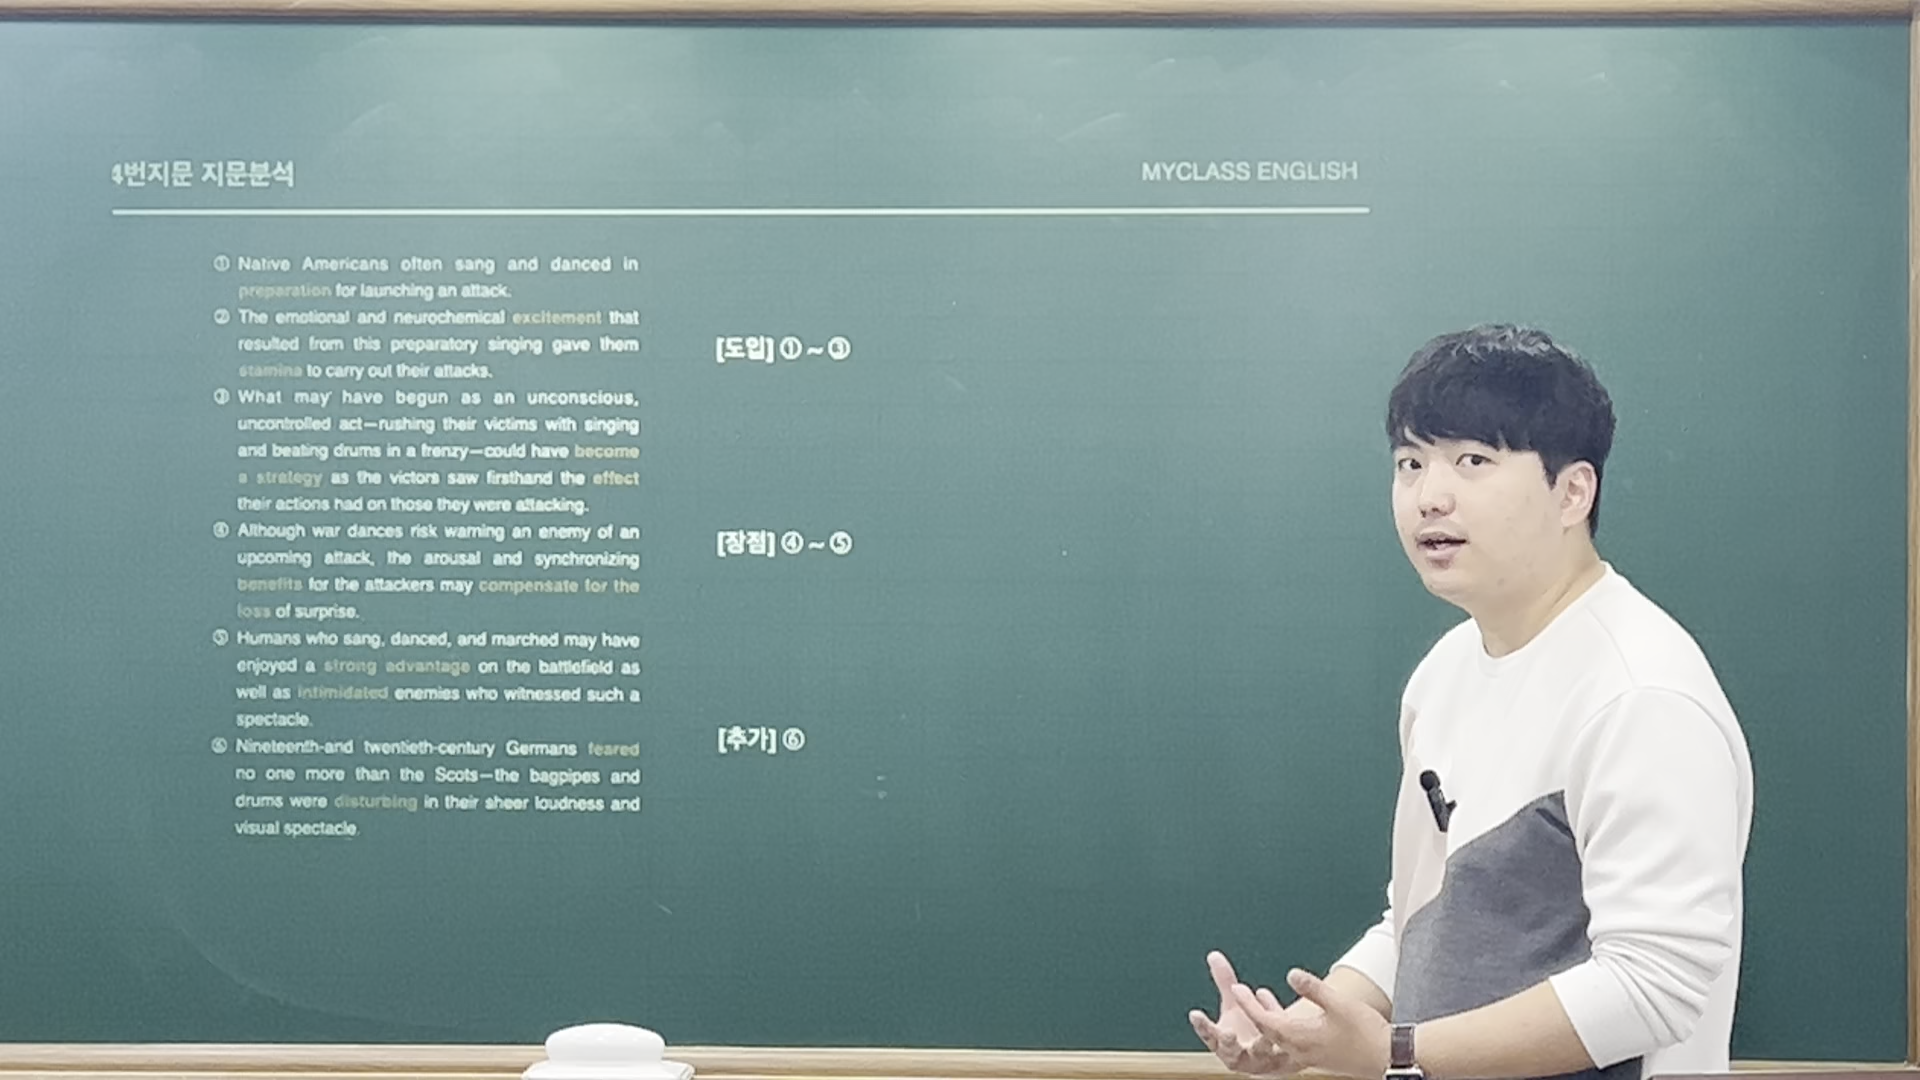 4번지문 지문분석
MYCLASS ENGLISH
① Native Americans often sang and danced in
preparation for launching an attack.
② The emotional and neurochemical excitement that
resulted from this preparatory singing gave them
stamina to carry out their attacks.
③ What may have begun as an unconscious,
uncontrolled act—rushing their victims with singing
and beating drums in a frenzy—could have become
a strategy as the victors saw firsthand the effect
their actions had on those they were attacking.
④ Although war dances risk warning an enemy of an
upcoming attack, the arousal and synchronizing
benefits for the attackers may compensate for the
loss of surprise.
⑤ Humans who sang, danced, and marched may have
enjoyed a strong advantage on the battlefield as
well as intimidated enemies who witnessed such a
spectacle.
⑥ Nineteenth-and twentieth-century Germans feared
no one more than the Scots—the bagpipes and
drums were disturbing in their sheer loudness and
visual spectacle.
[도입] ① ~ ③
[장점] ④ ~ ⑤
[추가] ⑥